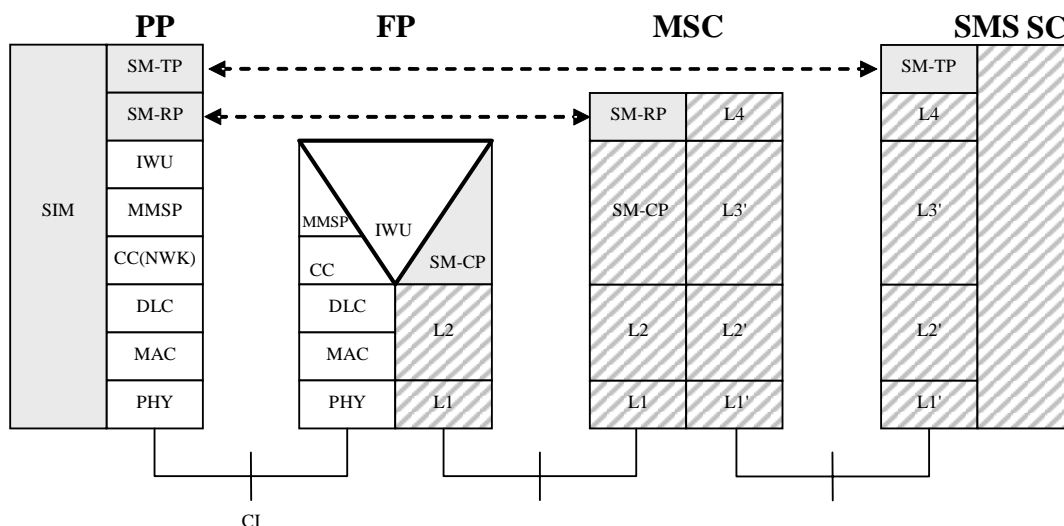 PP FP MSC SMS SC
SM-TP SM-TP
SM-RP SM-RP L4 L4
IWU
SIM MMSP MMSP IWU SM-CP L3' L3'
CC(NWK) CC SM-CP
DLC DLC L2 L2 L2' L2'
MAC MAC
PHY PHY L1 L1 L1' L1'
CI